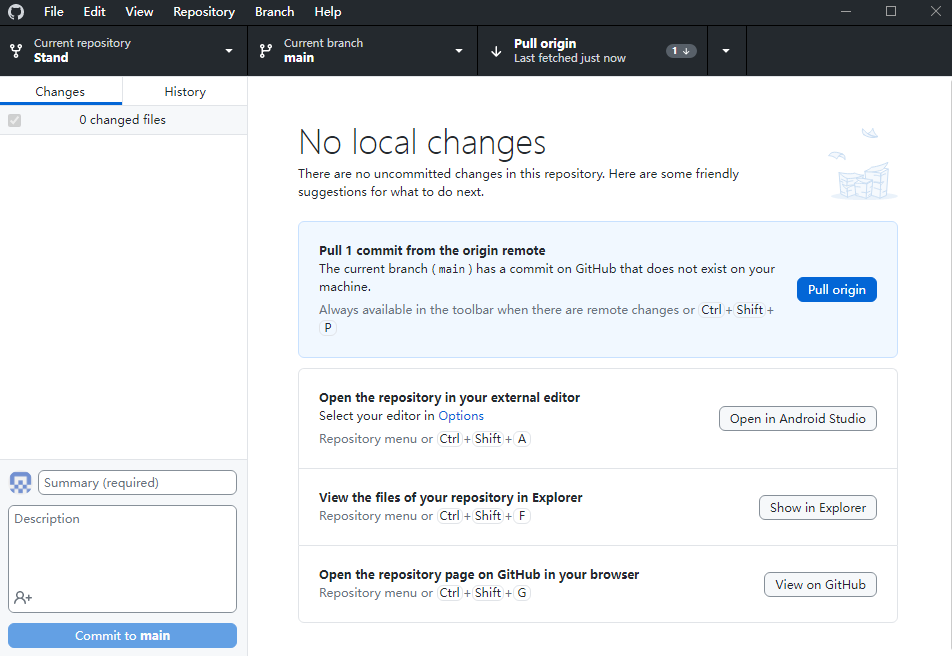 File Edit View Repository Branch Help
Current repository
Stand
Current branch
main
Pull origin
Last fetched just now
1
Changes
History
0 changed files
No local changes
There are no uncommitted changes in this repository. Here are some friendly
suggestions for what to do next.
Pull 1 commit from the origin remote
The current branch (main) has a commit on GitHub that does not exist on your
machine.
Always available in the toolbar when there are remote changes or Ctrl + Shift +
P
Pull origin
Open the repository in your external editor
Select your editor in Options
Repository menu or Ctrl + Shift + A
Open in Android Studio
View the files of your repository in Explorer
Repository menu or Ctrl + Shift + F
Show in Explorer
Open the repository page on GitHub in your browser
Repository menu or Ctrl + Shift + G
View on GitHub
Summary (required)
Description
Commit to main